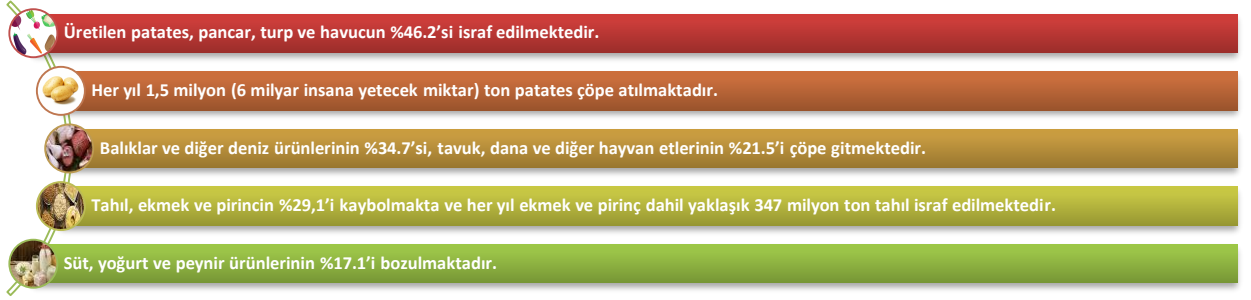 Üretilen patates, pancar, turp ve havucun %46.2’si israf edilmektedir.
Her yıl 1,5 milyon (6 milyar insana yetecek miktar) ton patates çöpe atılmaktadır.
Balıklar ve diğer deniz ürünlerinin %34.7’si, tavuk, dana ve diğer hayvan etlerinin %21.5’i çöpe gitmektedir.
Tahıl, ekmek ve pirincin %29,1’i kaybolmakta ve her yıl ekmek ve pirinç dahil yaklaşık 347 milyon ton tahıl israf edilmektedir.
Süt, yoğurt ve peynir ürünlerinin %17.1’i bozulmaktadır.